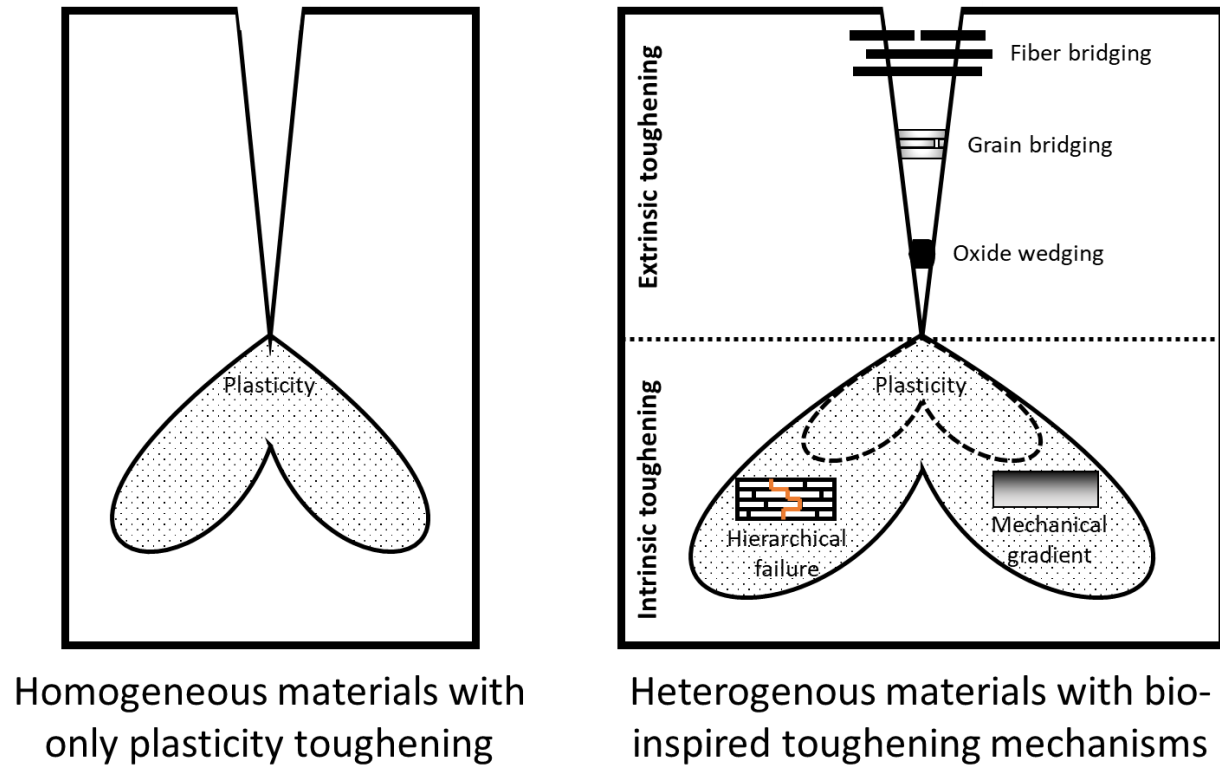 Plasticity
Homogeneous materials with
only plasticity toughening
Extrinsic toughening
Fiber bridging
Grain bridging
Oxide wedging
Intrinsic toughening
Plasticity
Hierarchical
failure
Mechanical
gradient
Heterogenous materials with bio-
inspired toughening mechanisms